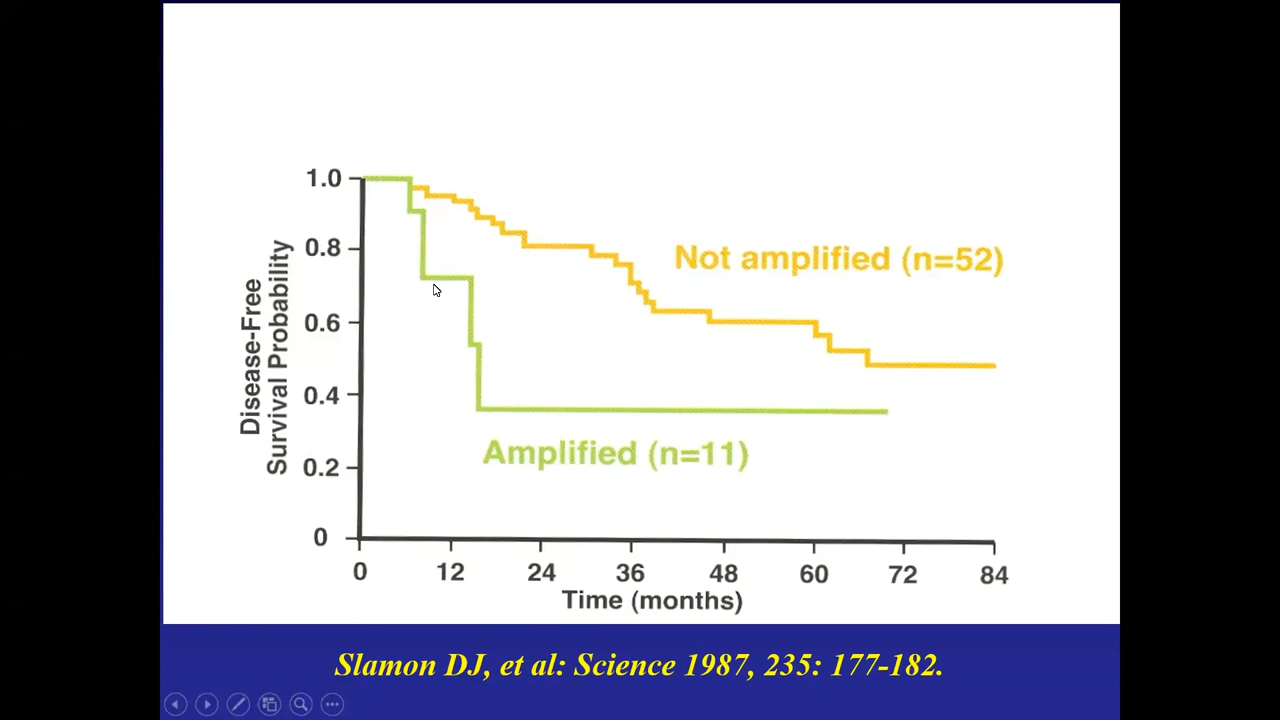 1.0
0.8
0.6
0.4
0.2
0
Disease-Free
Survival Probability
Not amplified (n=52)
Amplified (n=11)
0 12 24 36 48 60 72 84
Time (months)
Slamon DJ, et al: Science 1987, 235: 177-182.